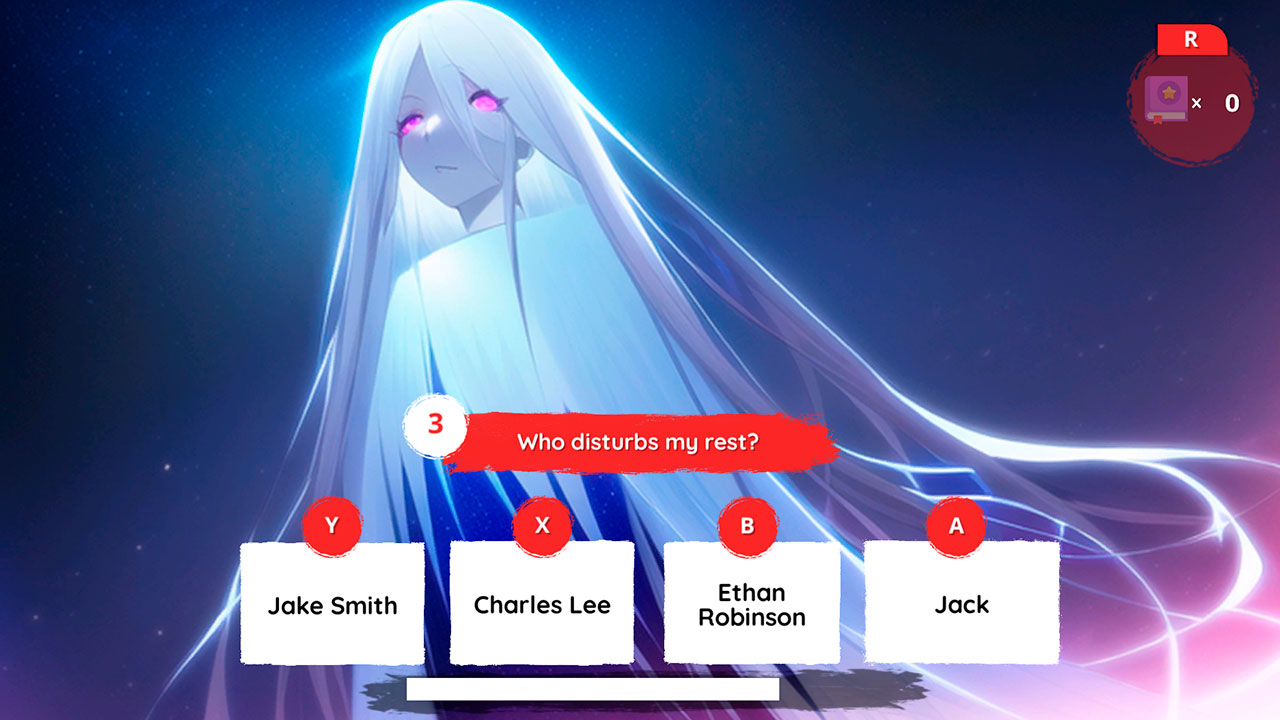 R
× 0
3
Who disturbs my rest?
Y
X
B
A
Jake Smith
Charles Lee
Ethan
Robinson
Jack